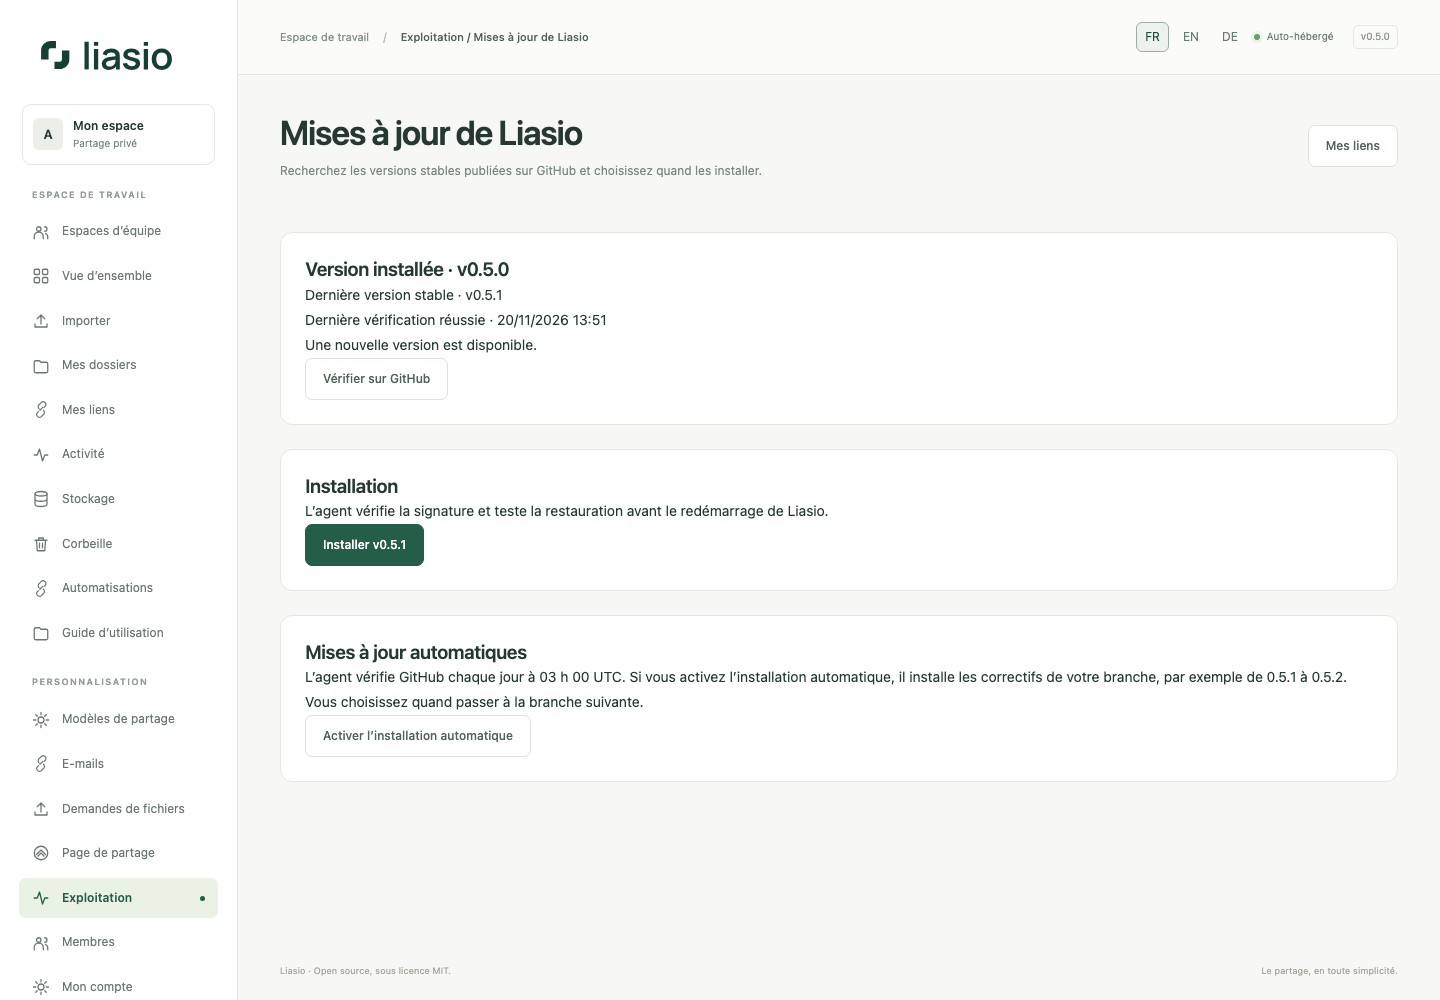 liasio
A
Mon espace
Partage privé
ESPACE DE TRAVAIL
Espaces d’équipe
Vue d’ensemble
Importer
Mes dossiers
Mes liens
Activité
Stockage
Corbeille
Automatisations
Guide d’utilisation
PERSONNALISATION
Modèles de partage
E-mails
Demandes de fichiers
Page de partage
Exploitation
Membres
Mon compte
Espace de travail / Exploitation / Mises à jour de Liasio
FR EN DE Auto-hébergé v0.5.0
Mises à jour de Liasio
Recherchez les versions stables publiées sur GitHub et choisissez quand les installer.
Mes liens
Version installée · v0.5.0
Dernière version stable · v0.5.1
Dernière vérification réussie · 20/11/2026 13:51
Une nouvelle version est disponible.
Vérifier sur GitHub
Installation
L’agent vérifie la signature et teste la restauration avant le redémarrage de Liasio.
Installer v0.5.1
Mises à jour automatiques
L’agent vérifie GitHub chaque jour à 03 h 00 UTC. Si vous activez l’installation automatique, il installe les correctifs de votre branche, par exemple de 0.5.1 à 0.5.2.
Vous choisissez quand passer à la branche suivante.
Activer l’installation automatique
Liasio · Open source, sous licence MIT.
Le partage, en toute simplicité.